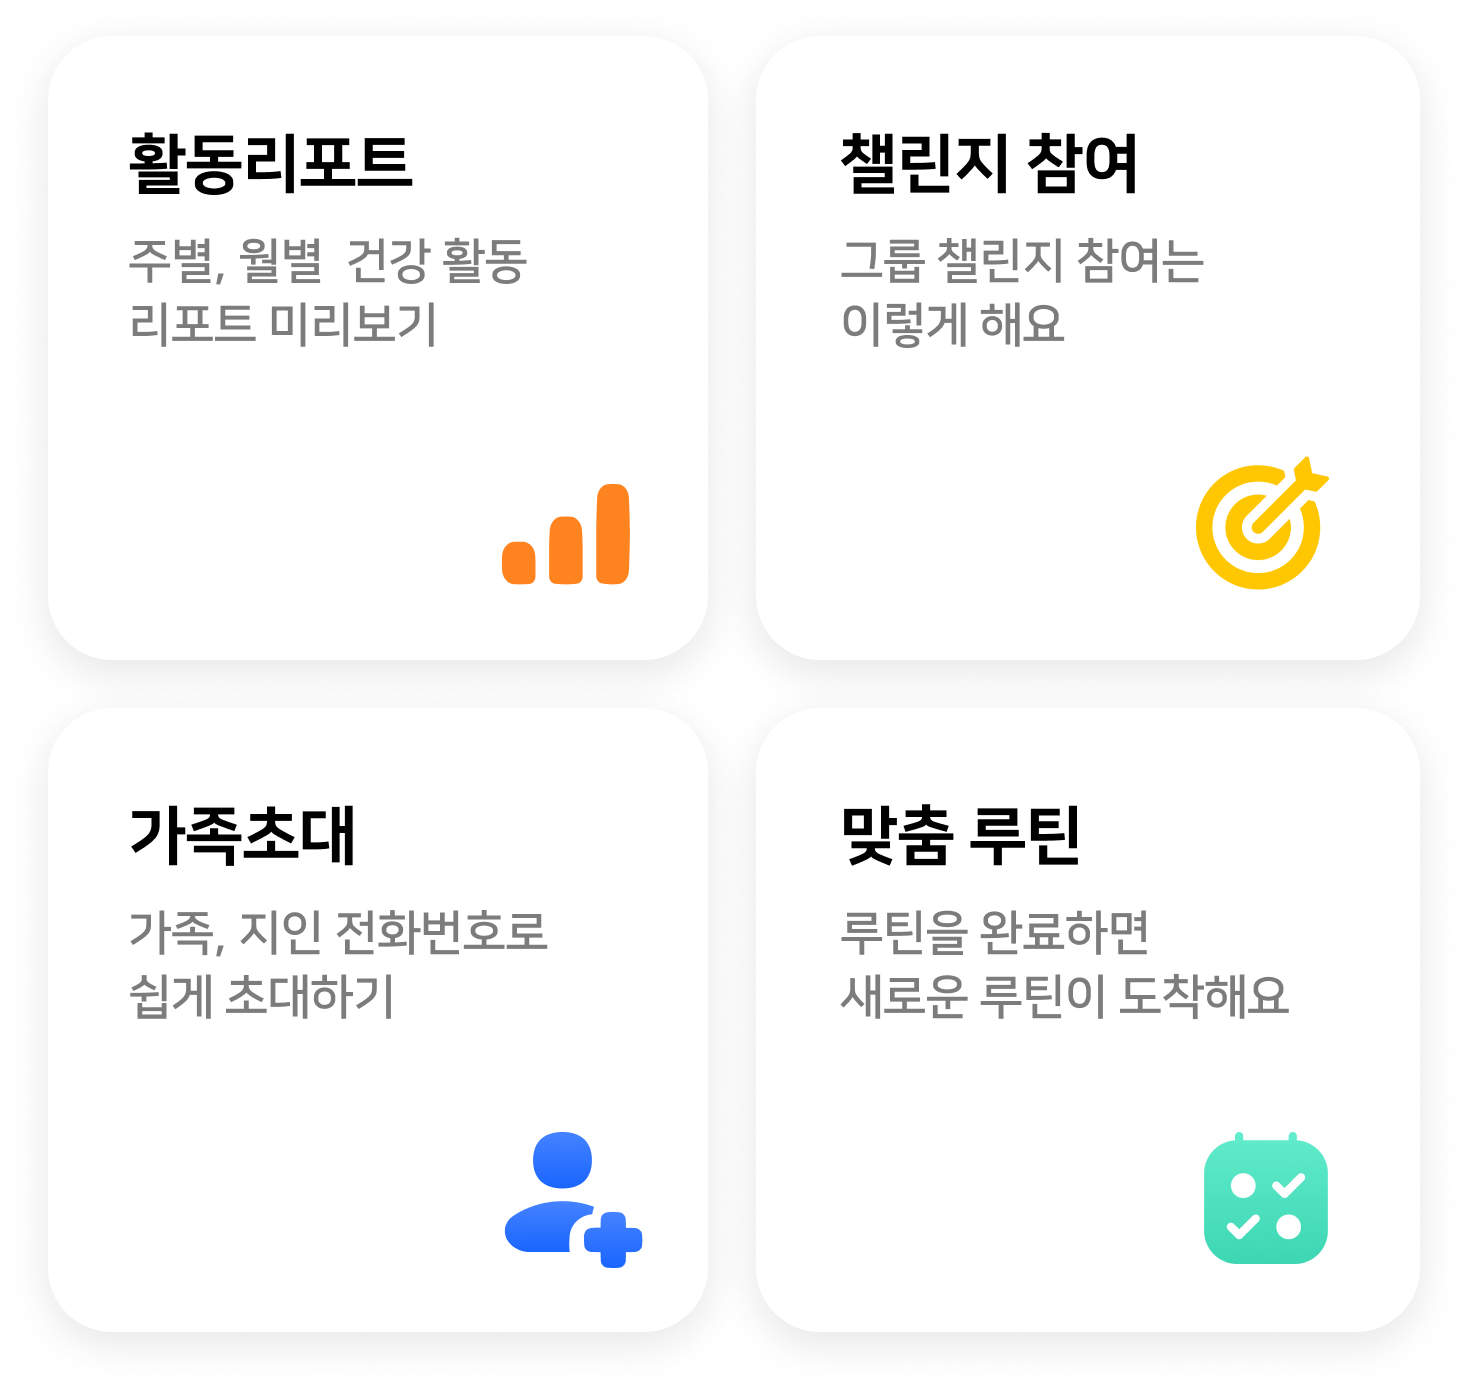 활동리포트
주별, 월별  건강 활동
리포트 미리보기
챌린지 참여
그룹 챌린지 참여는
이렇게 해요
가족초대
가족, 지인 전화번호로
쉽게 초대하기
맞춤 루틴
루틴을 완료하면
새로운 루틴이 도착해요